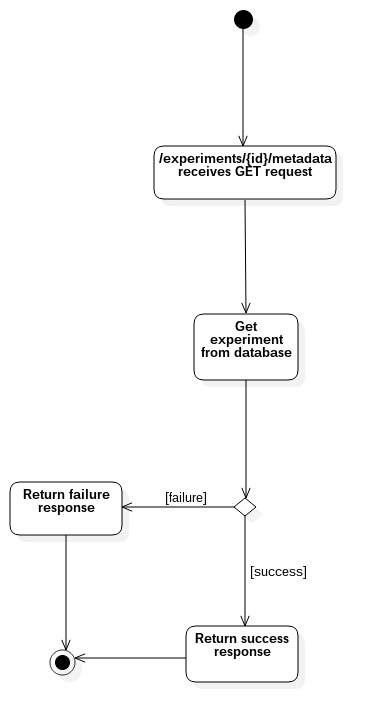 /experiments/{id}/metadata
receives GET request
Get
experiment
from database
[failure]
Return failure
response
[success]
Return success
response